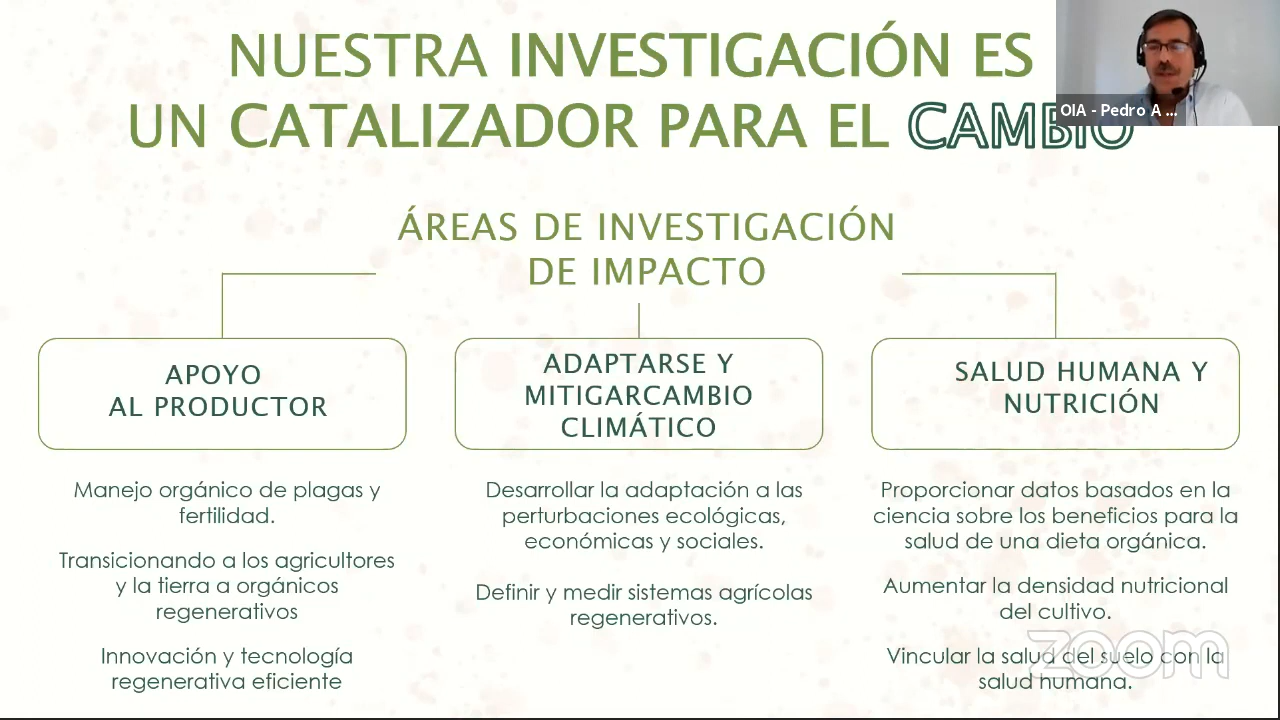 NUESTRA INVESTIGACIÓN ES
UN CATALIZADOR PARA EL CAMBIO
OIA - Pedro A ...
ÁREAS DE INVESTIGACIÓN
DE IMPACTO
APOYO
AL PRODUCTOR
Manejo orgánico de plagas y
fertilidad.
Transicionando a los agricultores
y la tierra a orgánicos
regenerativos
Innovación y tecnología
regenerativa eficiente
ADAPTARSE Y
MITIGARCAMBIO
CLIMÁTICO
Desarrollar la adaptación a las
perturbaciones ecológicas,
económicas y sociales.
Definir y medir sistemas agrícolas
regenerativos.
SALUD HUMANA Y
NUTRICIÓN
Proporcionar datos basados en la
ciencia sobre los beneficios para la
salud de una dieta orgánica.
Aumentar la densidad nutricional
del cultivo.
Vincular la salud del suelo con la
salud humana.
zoom